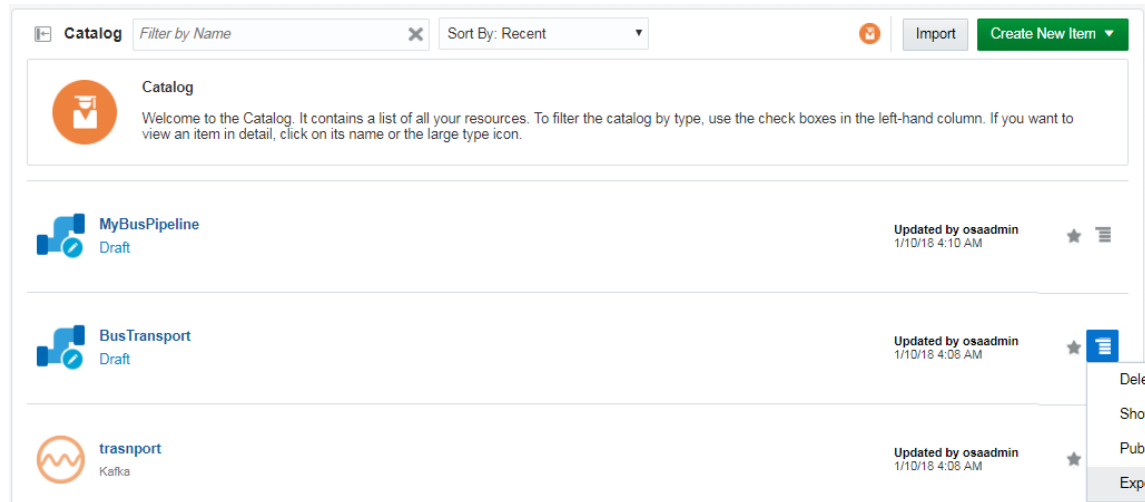 Catalog Filter by Name Sort By: Recent Import Create New Item
Catalog
Welcome to the Catalog. It contains a list of all your resources. To filter the catalog by type, use the check boxes in the left-hand column. If you want to
view an item in detail, click on its name or the large type icon.
MyBusPipeline
Draft
Updated by osaadmin
1/10/18 4:10 AM
BusTransport
Draft
Updated by osaadmin
1/10/18 4:08 AM
Dele
Sho
Pub
trasnport
Kafka
Updated by osaadmin
1/10/18 4:08 AM
Exp